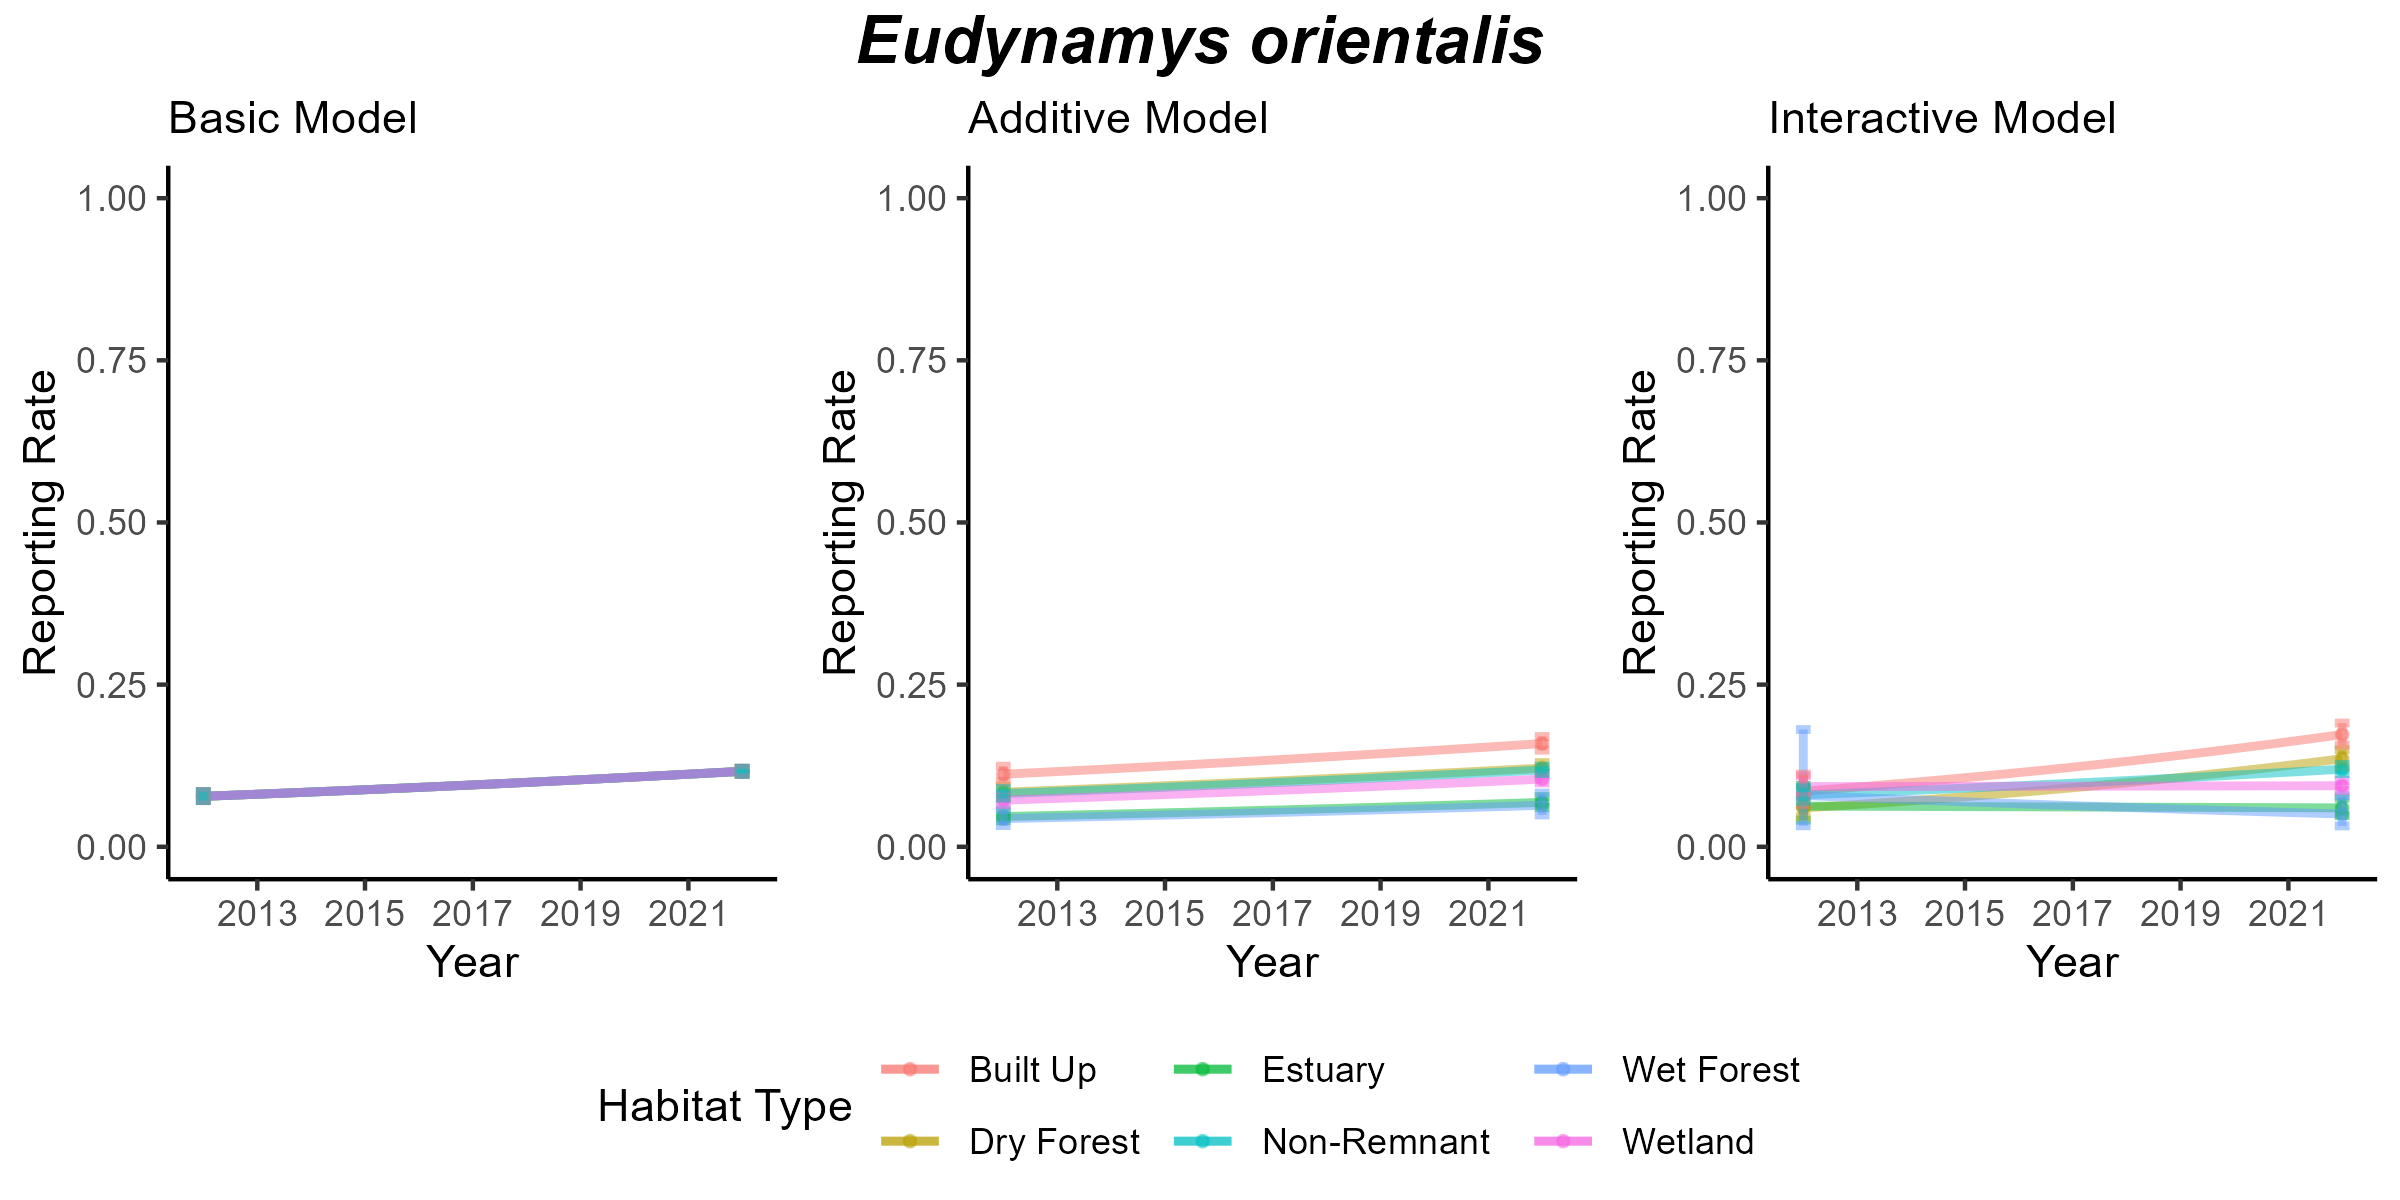 Eudynamys orientalis
Basic Model
Additive Model
Interactive Model
Reporting Rate
1.00
0.75
0.50
0.25
0.00
2013 2015 2017 2019 2021
Year
Reporting Rate
1.00
0.75
0.50
0.25
0.00
2013 2015 2017 2019 2021
Year
Reporting Rate
1.00
0.75
0.50
0.25
0.00
2013 2015 2017 2019 2021
Year
Habitat Type
Built Up
Estuary
Wet Forest
Dry Forest
Non-Remnant
Wetland